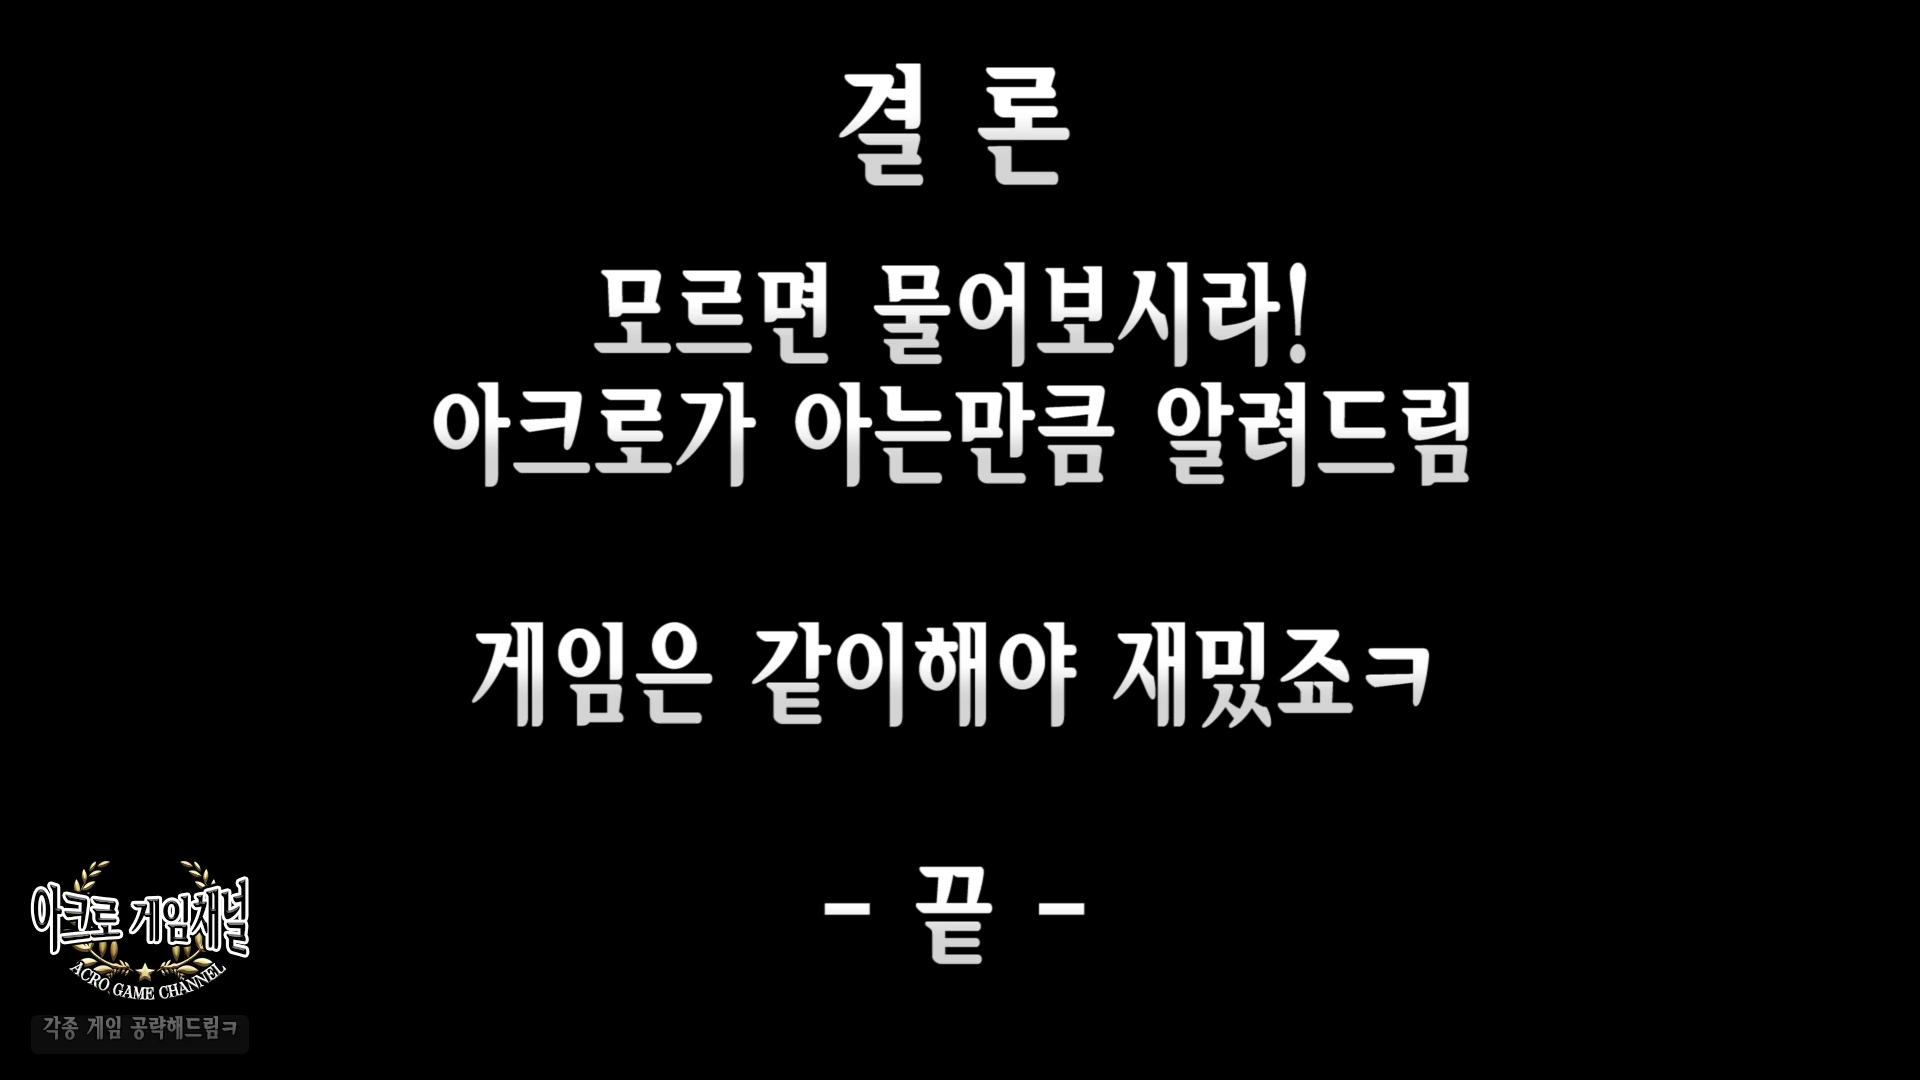 결 론
모르면 물어보시라!
아크로가 아는만큼 알려드림
게임은 같이해야 재밌죠ㅋ
- 끝 -
아크로 게임채널
ACRO GAME CHANNEL
각종 게임 공략해드림ㅋ